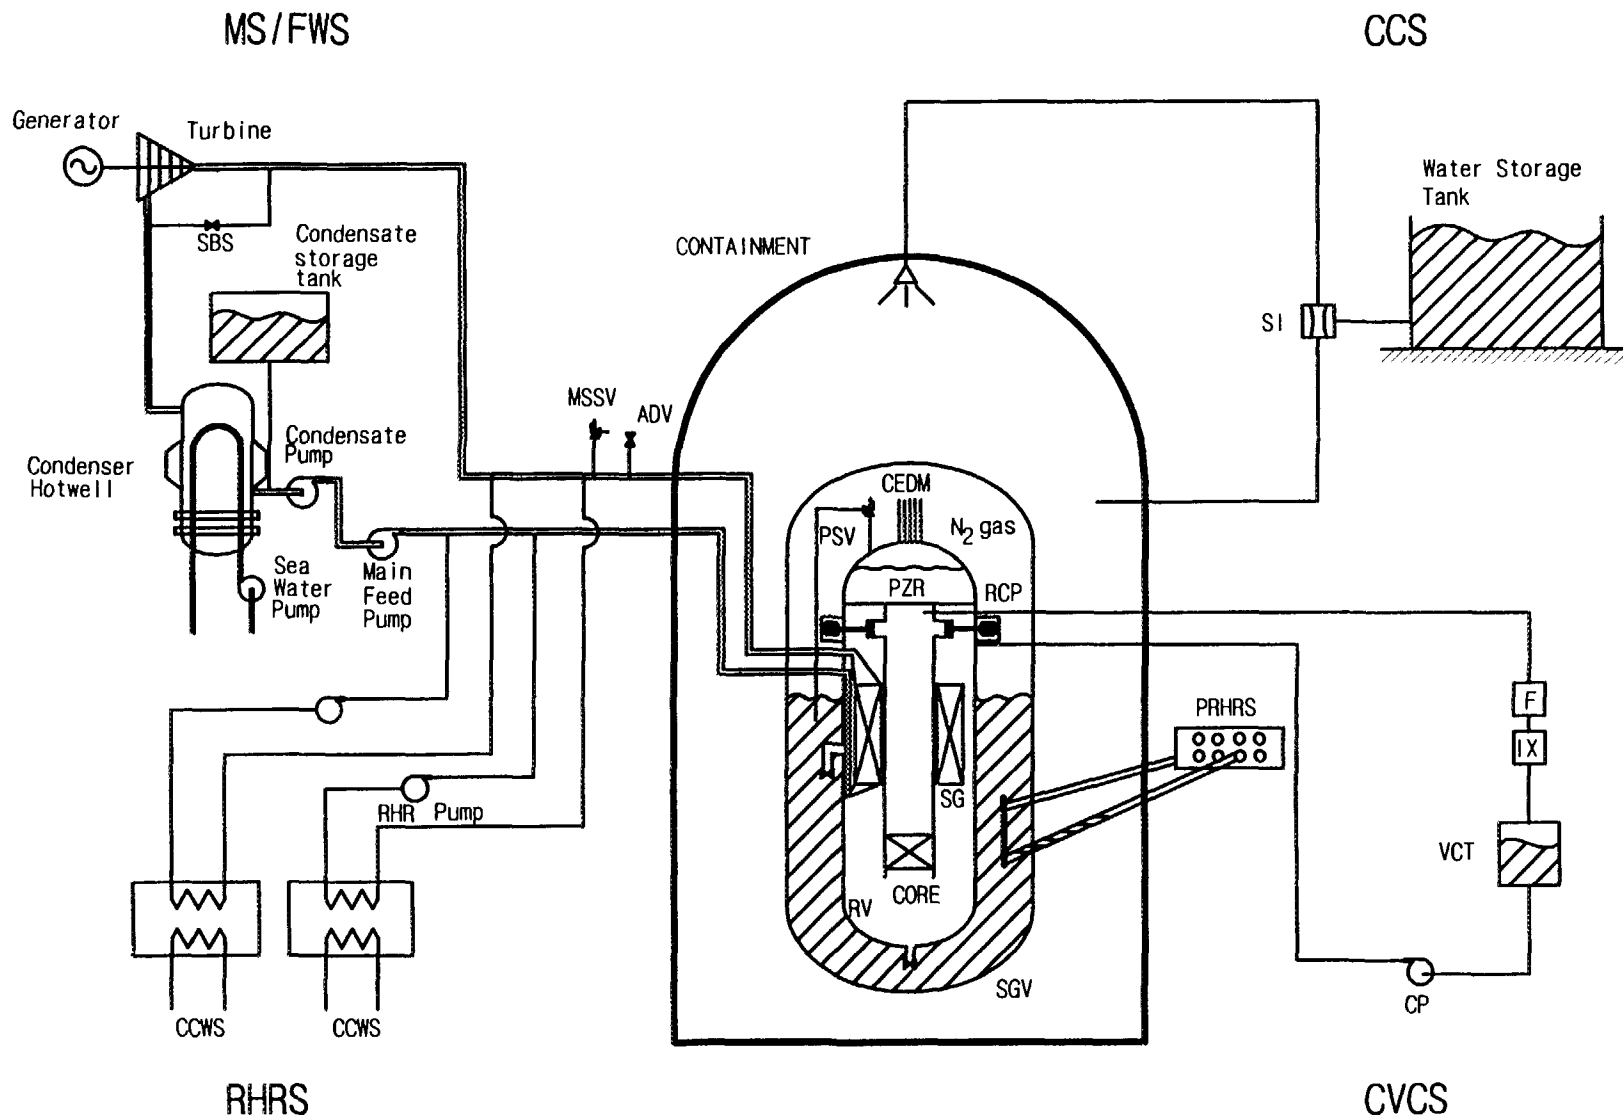 MS/FWS
CCS
Generator
Turbine
Water Storage
Tank
SBS
Condensate
storage
tank
CONTAINMENT
SI
MSSV
ADV
Condensate
Pump
Condenser
Hotwell
CEDM
PSV
N2 gas
Sea
Water
Pump
Main
Feed
Pump
PZR
RCP
F
PRHRS
IX
RHR Pump
SG
VCT
CORE
RV
SGV
CP
CCWS
CCWS
RHRS
CVCS